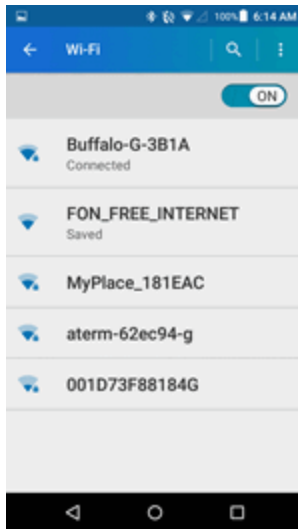 100% 6:14 AM
Wi-Fi
ON
Buffalo-G-3B1A
Connected
FON_FREE_INTERNET
Saved
MyPlace_181EAC
aterm-62ec94-g
001D73F88184G